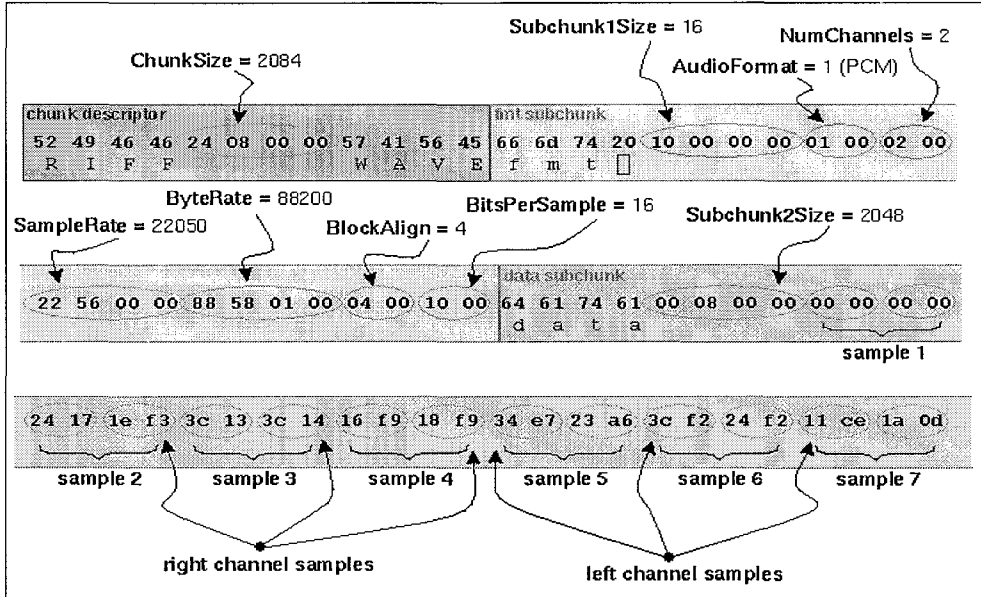 Subchunk1Size = 16
NumChannels = 2
ChunkSize = 2084
AudioFormat = 1 (PCM)
chunk descriptor
fmt subchunk
52 49 46 46 24 08 00 00 57 41 56 45 66 6d 74 20 10 00 00 00 01 00 02 00
R I F F W A V E f m t
ByteRate = 88200
BitsPerSample = 16
SampleRate = 22050
BlockAlign = 4
Subchunk2Size = 2048
data subchunk
22 56 00 00 88 58 01 00 04 00 10 00 64 61 74 61 00 08 00 00 00 00 00 00
d a t a
sample 1
24 17 1e f3 3c 13 3c 14 16 f9 18 f9 34 e7 23 a6 3c f2 24 f2 11 ce 1a 0d
sample 2 sample 3 sample 4 sample 5 sample 6 sample 7
right channel samples
left channel samples